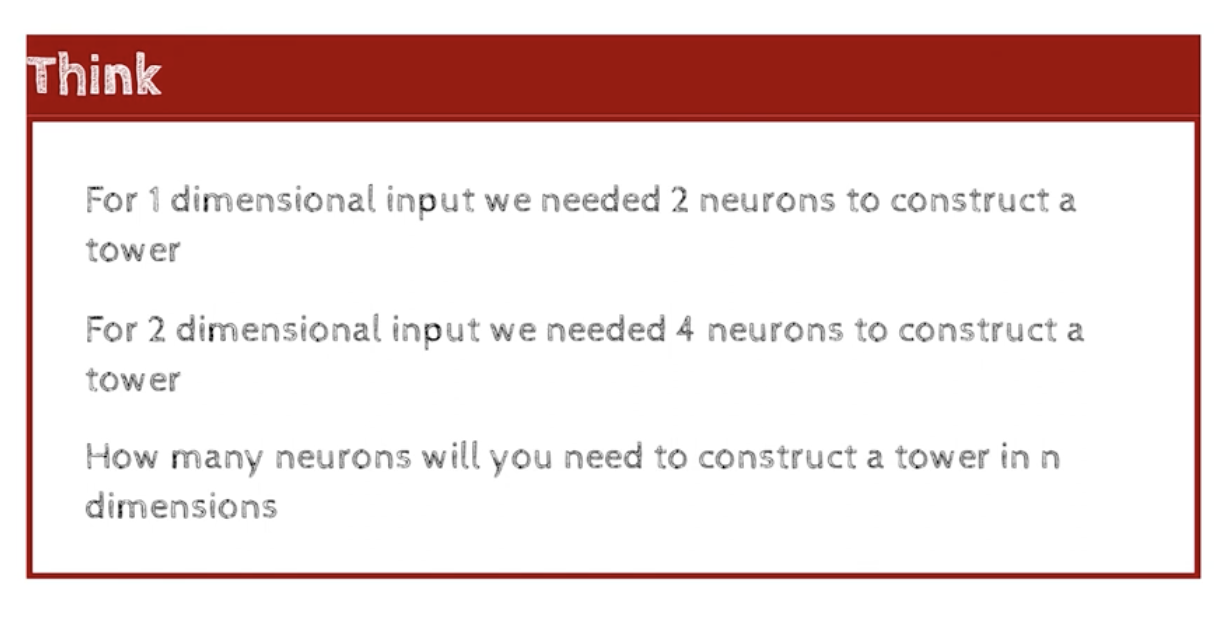 Think
For 1 dimensional input we needed 2 neurons to construct a
tower
For 2 dimensional input we needed 4 neurons to construct a
tower
How many neurons will you need to construct a tower in n
dimensions